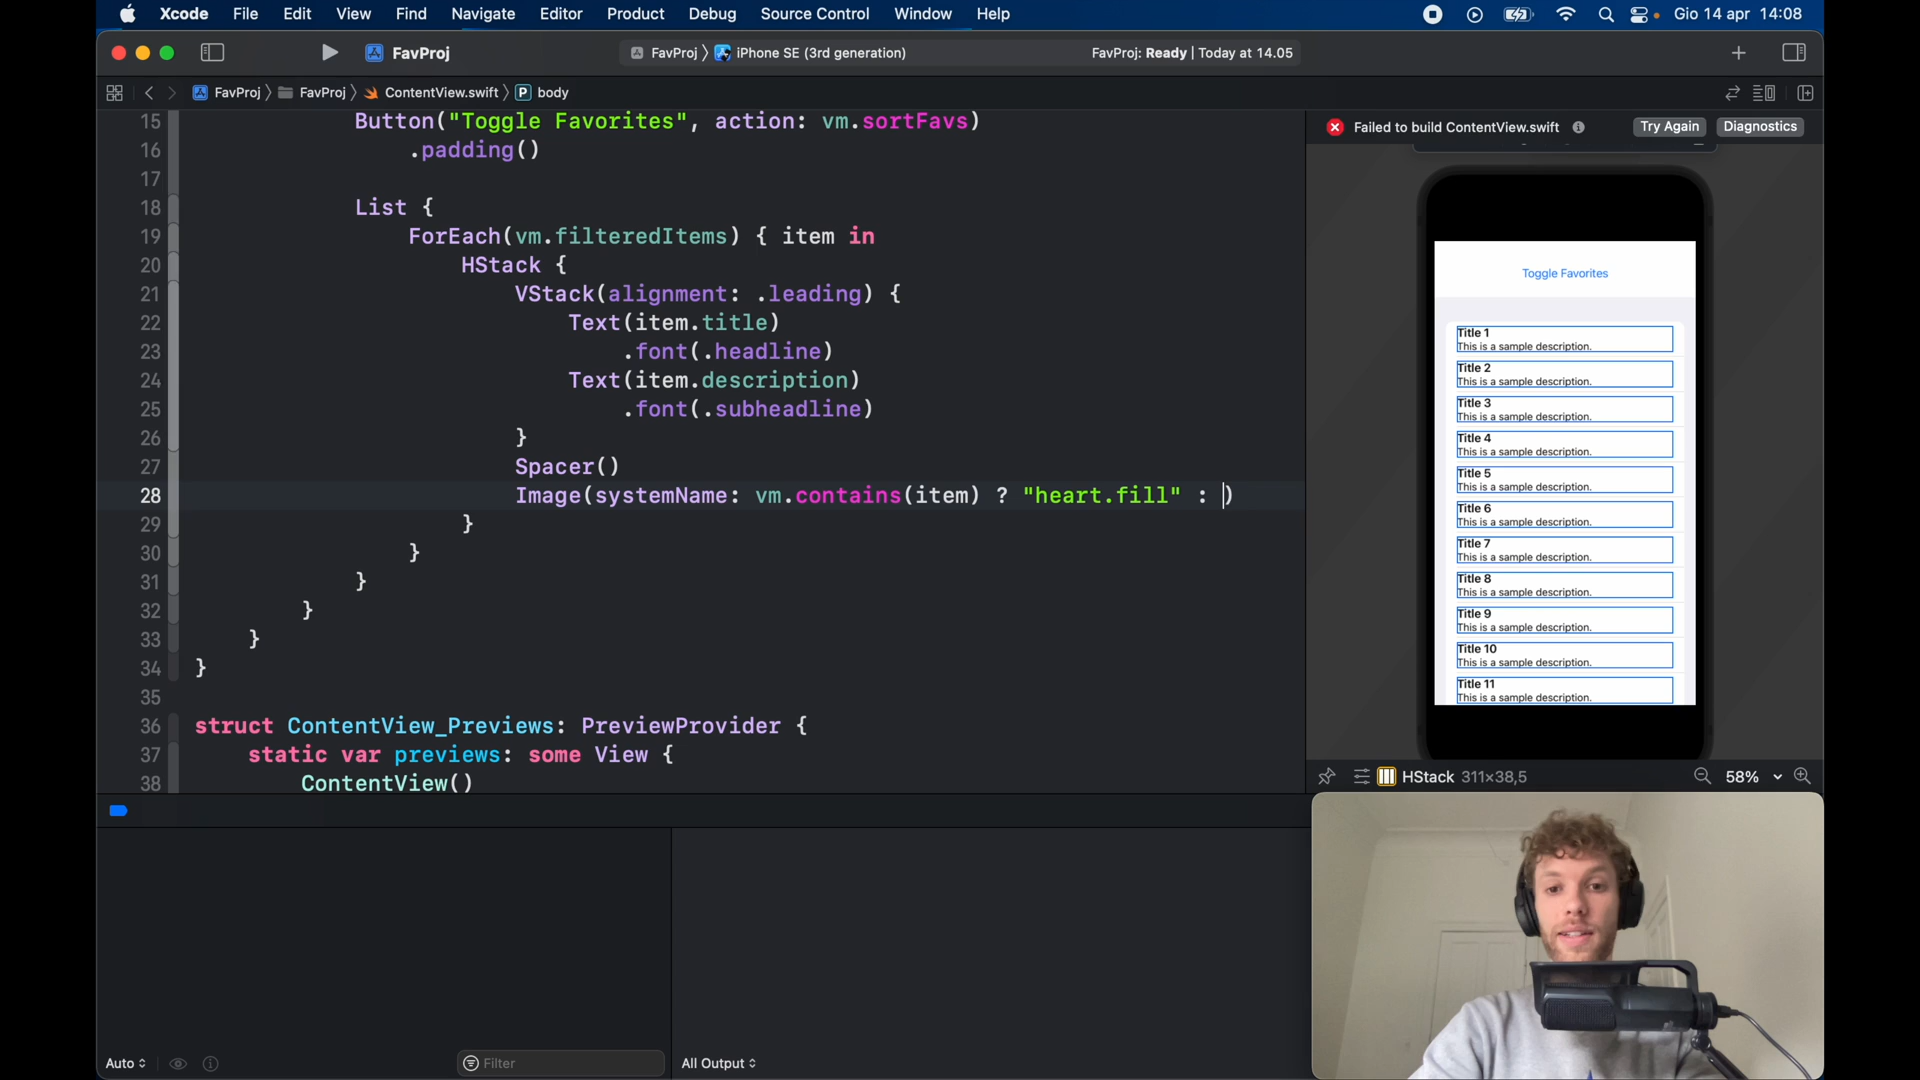 Xcode File Edit View Find Navigate Editor Product Debug Source Control Window Help Gio 14 apr 14:08
FavProj FavProj iPhone SE (3rd generation) FavProj: Ready | Today at 14.05
FavProj FavProj ContentView.swift P body
15 Button("Toggle Favorites", action: vm.sortFavs)
16 .padding()
17
18 List {
19 ForEach(vm.filteredItems) { item in
20 HStack {
21 VStack(alignment: .leading) {
22 Text(item.title)
23 .font(.headline)
24 Text(item.description)
25 .font(.subheadline)
26 }
27 Spacer()
28 Image(systemName: vm.contains(item) ? "heart.fill" : )
29 }
30 }
31 }
32 }
33 }
34 }
35
36 struct ContentView_Previews: PreviewProvider {
37 static var previews: some View {
38 ContentView()
Failed to build ContentView.swift Try Again Diagnostics
Toggle Favorites
Title 1
This is a sample description.
Title 2
This is a sample description.
Title 3
This is a sample description.
Title 4
This is a sample description.
Title 5
This is a sample description.
Title 6
This is a sample description.
Title 7
This is a sample description.
Title 8
This is a sample description.
Title 9
This is a sample description.
Title 10
This is a sample description.
Title 11
This is a sample description.
HStack 311×38,5 58%
Auto Filter All Output